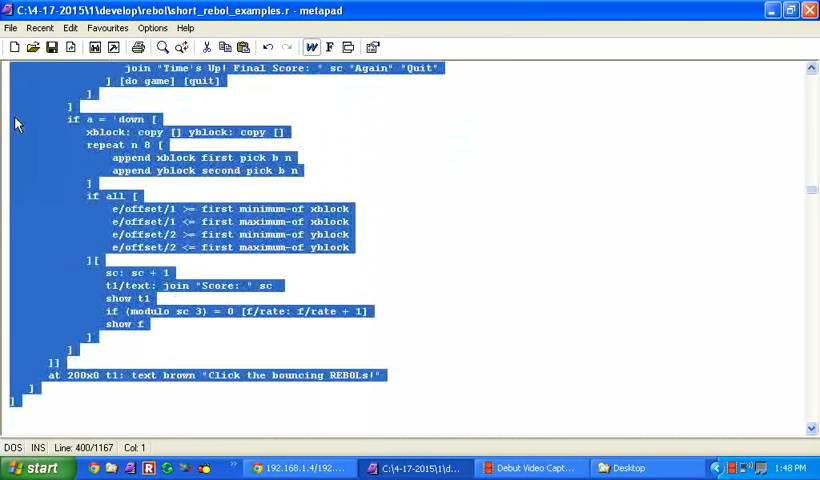 C:\4-17-2015\1\develop\rebol\short_rebol_examples.r - metapad
File Recent Edit Favourites Options Help
W F
join "Time's Up! Final Score: " sc "Again" "Quit"
] [do game] [quit]
]
]
if a = 'down [
xblock: copy [] yblock: copy []
repeat n 8 [
append xblock first pick b n
append yblock second pick b n
]
if all [
e/offset/1 >= first minimum-of xblock
e/offset/1 <= first maximum-of xblock
e/offset/2 >= first minimum-of yblock
e/offset/2 <= first maximum-of yblock
][
sc: sc + 1
t1/text: join "Score: " sc
show t1
if (modulo sc 3) = 0 [f/rate: f/rate + 1]
show f
]
]
]]
at 200x0 t1: text brown "Click the bouncing REBOLs!"
]
]
DOS INS Line: 400/1167 Col: 1
start R 192.168.1.4/192.... C:\4-17-2015\1\d... Debut Video Capt... Desktop 1:48 PM